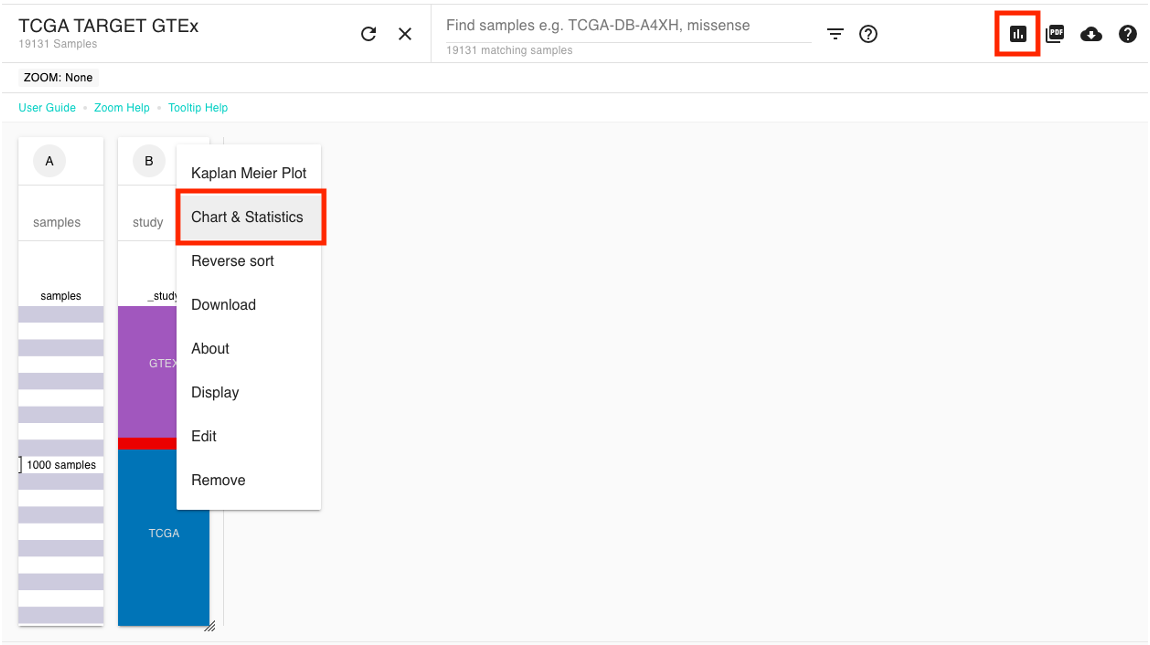 TCGA TARGET GTEx
19131 Samples
Find samples e.g. TCGA-DB-A4XH, missense
19131 matching samples
PDF
ZOOM: None
User Guide • Zoom Help • Tooltip Help
A
B
samples
study
samples
_study
GTEX
1000 samples
TCGA
Kaplan Meier Plot
Chart & Statistics
Reverse sort
Download
About
Display
Edit
Remove